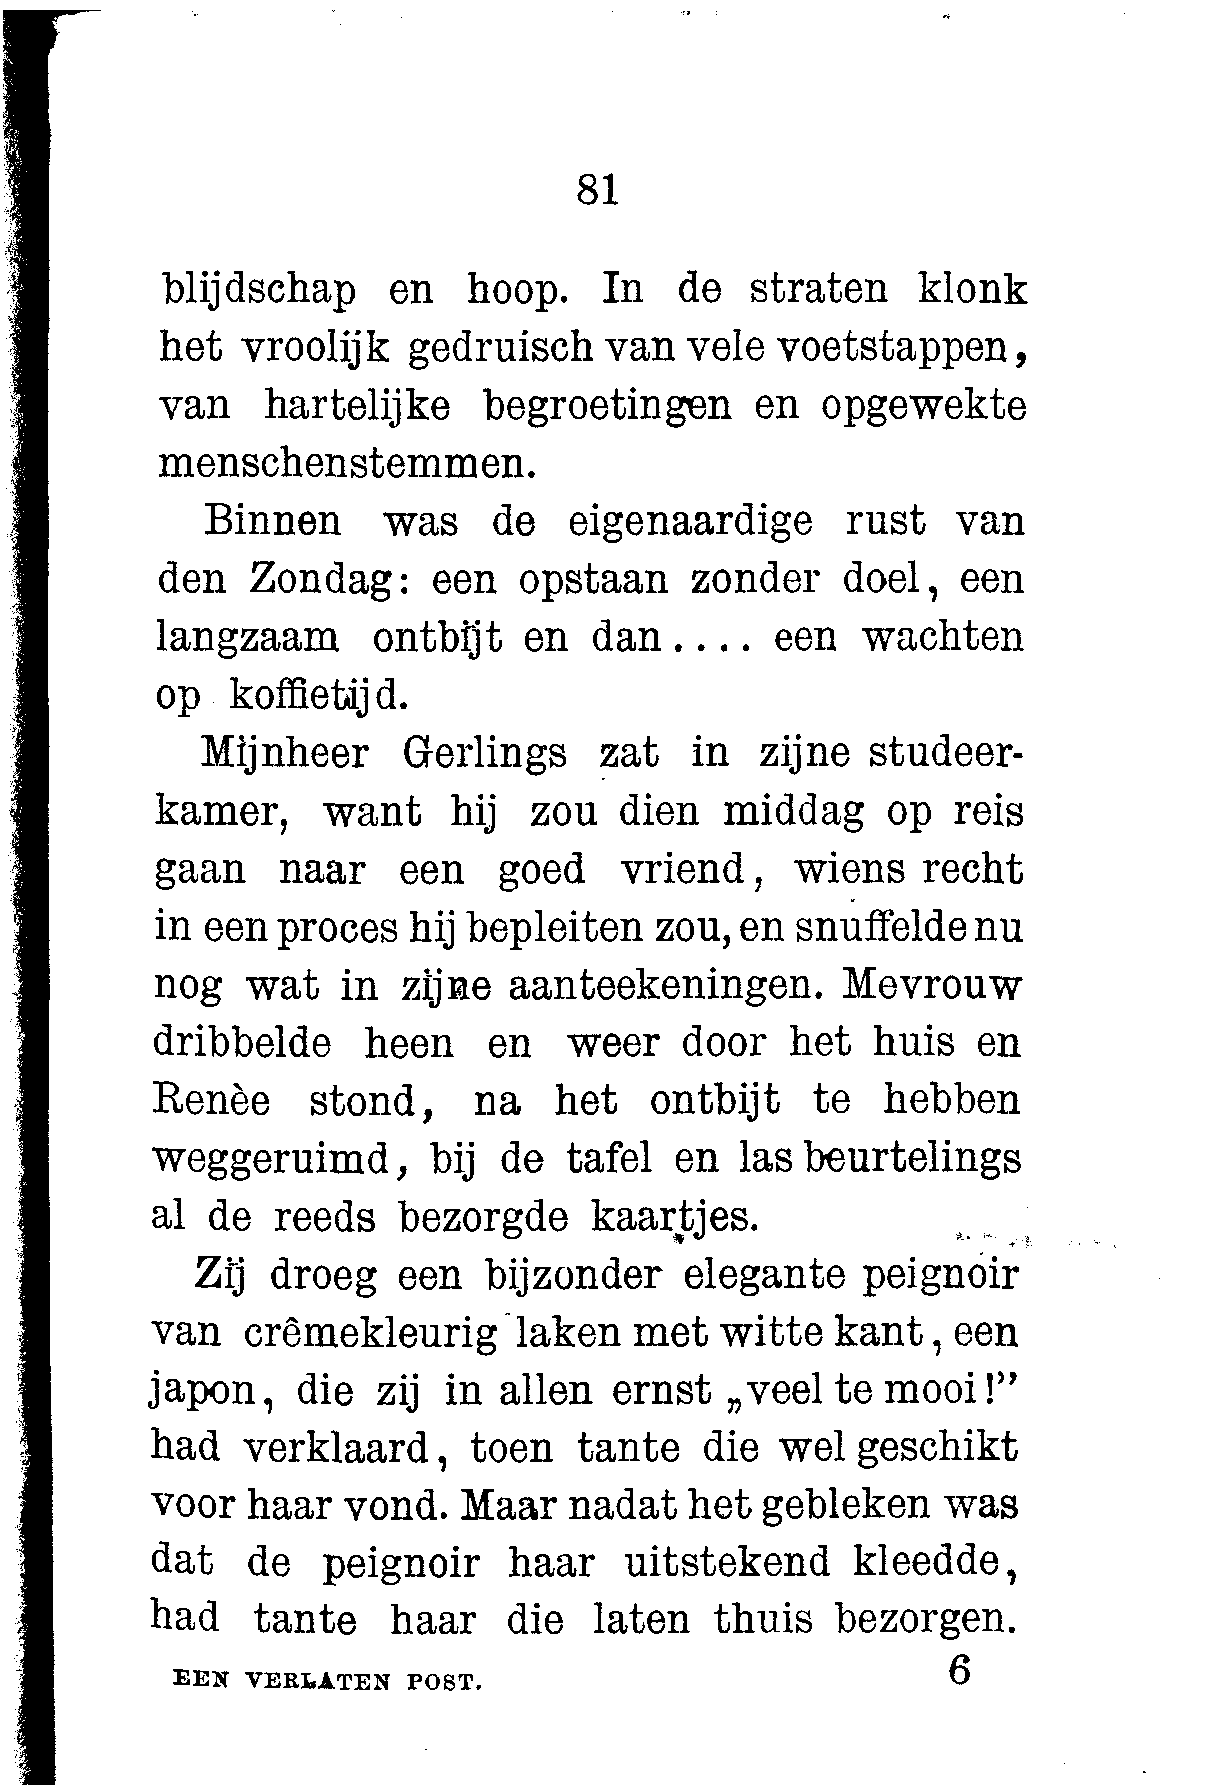 81
blijdschap en hoop. In de straten klonk
het vroolijk gedruisch van vele voetstappen,
van hartelijke begroetingen en opgewekte
menschenstemmen.
Binnen was de eigenaardige rust van
den Zondag: een opstaan zonder doel, een
langzaam ontbijt en dan.... een wachten
op koffietijd.
Mijnheer Gerlings zat in zijne studeer-
kamer, want hij zou dien middag op reis
gaan naar een goed vriend, wiens recht
in een proces hij bepleiten zou, en snuffelde nu
nog wat in zijne aanteekeningen. Mevrouw
dribbelde heen en weer door het huis en
Renèe stond, na het ontbijt te hebben
weggeruimd, bij de tafel en las beurtelings
al de reeds bezorgde kaartjes.
Zij droeg een bijzonder elegante peignoir
van crêmekleurig laken met witte kant, een
japon, die zij in allen ernst „veel te mooi!”
had verklaard, toen tante die wel geschikt
voor haar vond. Maar nadat het gebleken was
dat de peignoir haar uitstekend kleedde,
had tante haar die laten thuis bezorgen.
EEN VERLATEN POST. 6